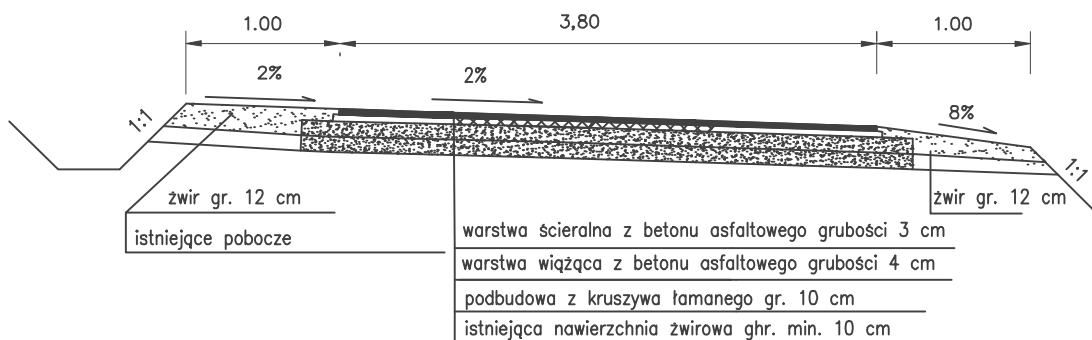 1.00 3,80 1.00
2% 2%
8%
1:1
1:1
żwir gr. 12 cm
żwir gr. 12 cm
istniejące pobocze
warstwa ścieralna z betonu asfaltowego grubości 3 cm
warstwa wiążąca z betonu asfaltowego grubości 4 cm
podbudowa z kruszywa łamanego gr. 10 cm
istniejąca nawierzchnia żwirowa ghr. min. 10 cm